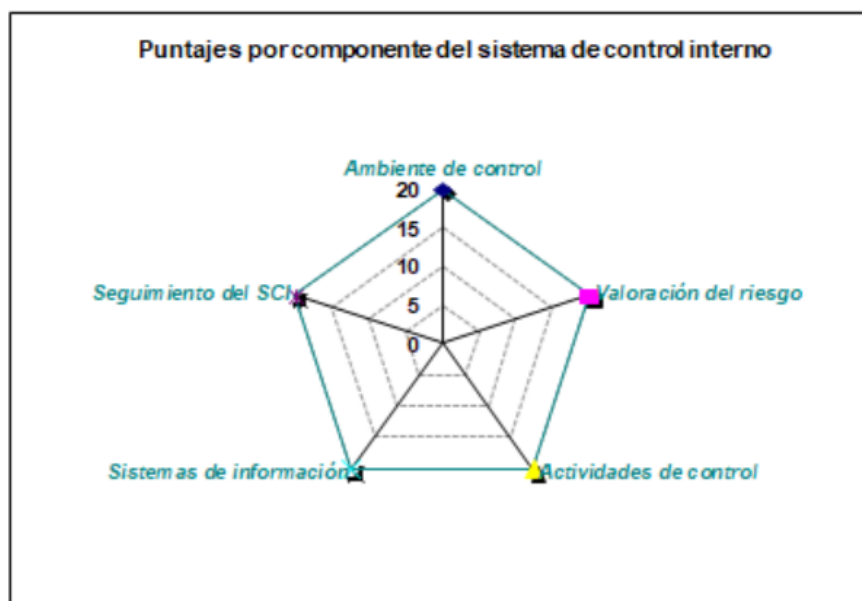 Puntajes por componente del sistema de control interno
Ambiente de control
20
15
10
5
0
Seguimiento del SCI
Valoración del riesgo
Sistemas de información
Actividades de control